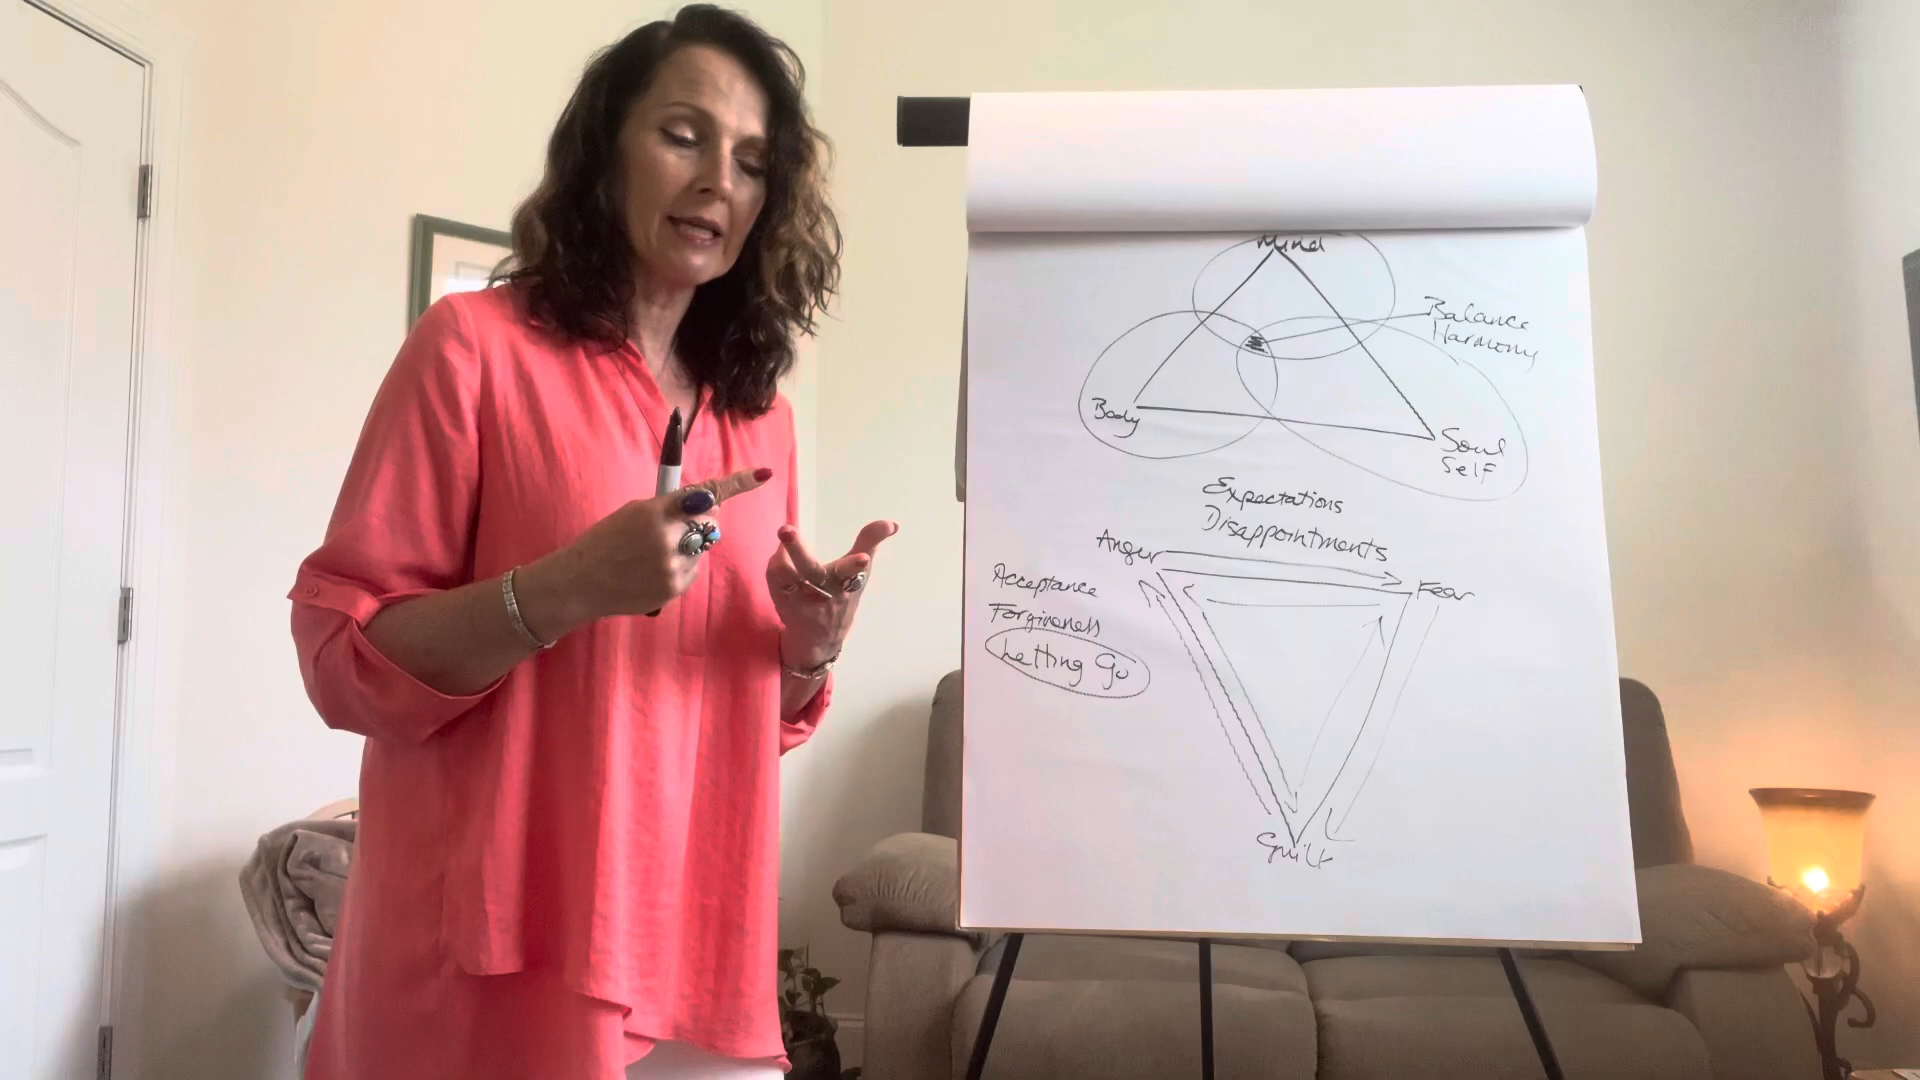 Mind
Balance
Harmony
Body
Soul
Self
Expectations
Disappointments
Anger
Fear
Acceptance
Forgiveness
Letting Go
Guilt